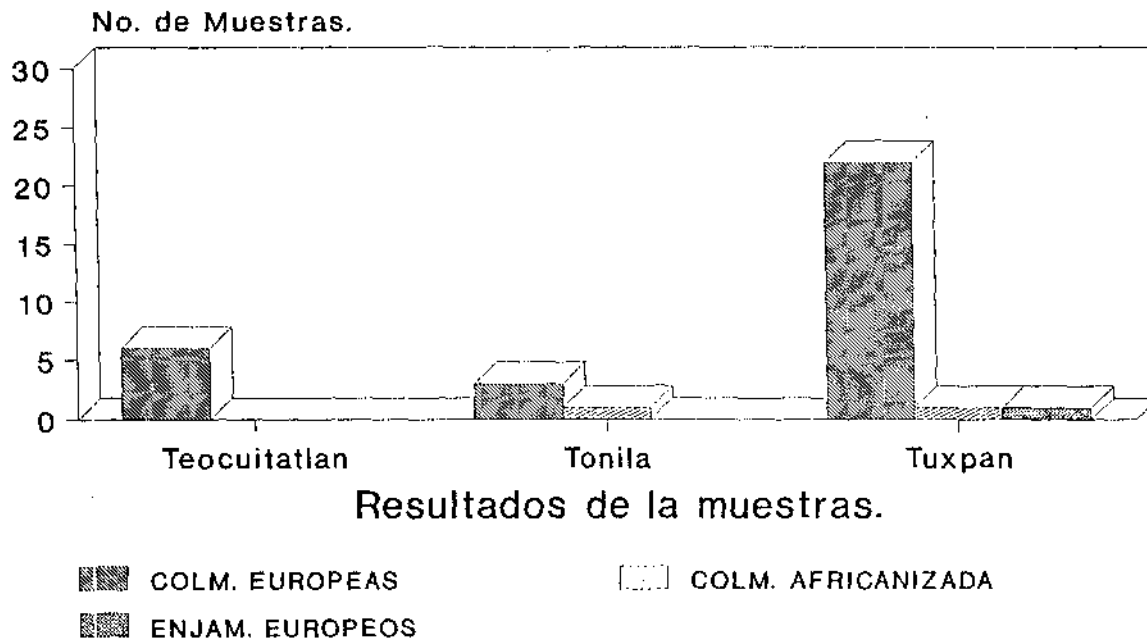 No. de Muestras.
30
25
20
15
10
5
0
Teocuitatlan Tonila Tuxpan
Resultados de la muestras.
COLM. EUROPEAS COLM. AFRICANIZADA
ENJAM. EUROPEOS